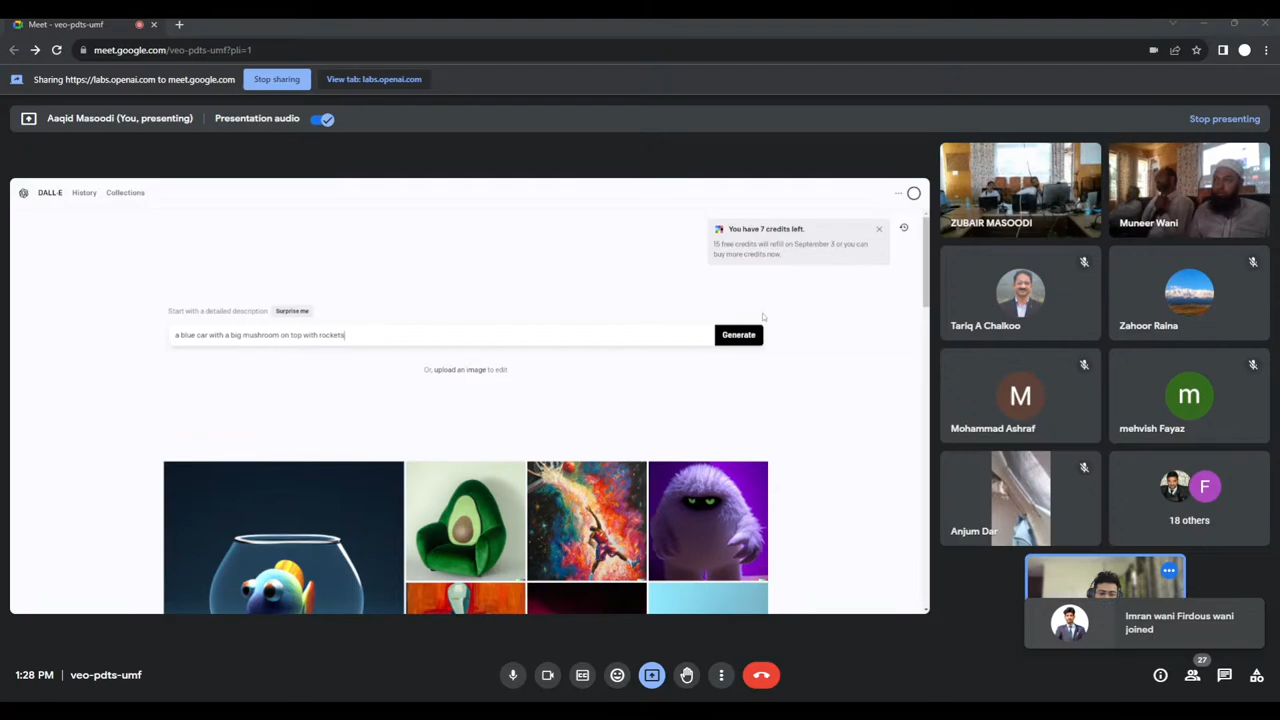 Meet - veo-pdts-umf
meet.google.com/veo-pdts-umf?pli=1
Sharing https://labs.openai.com to meet.google.com
Stop sharing
View tab: labs.openai.com
Aaqid Masoodi (You, presenting)
Presentation audio
Stop presenting
DALL·E
History
Collections
You have 7 credits left.
15 free credits will refill on September 3 or you can
buy more credits now.
Start with a detailed description
Surprise me
a blue car with a big mushroom on top with rockets
Generate
Or, upload an image to edit
ZUBAIR MASOODI
Muneer Wani
Tariq A Chalkoo
Zahoor Raina
M
Mohammad Ashraf
m
mehvish Fayaz
Anjum Dar
F
18 others
Imran wani Firdous wani
joined
1:28 PM
veo-pdts-umf
27